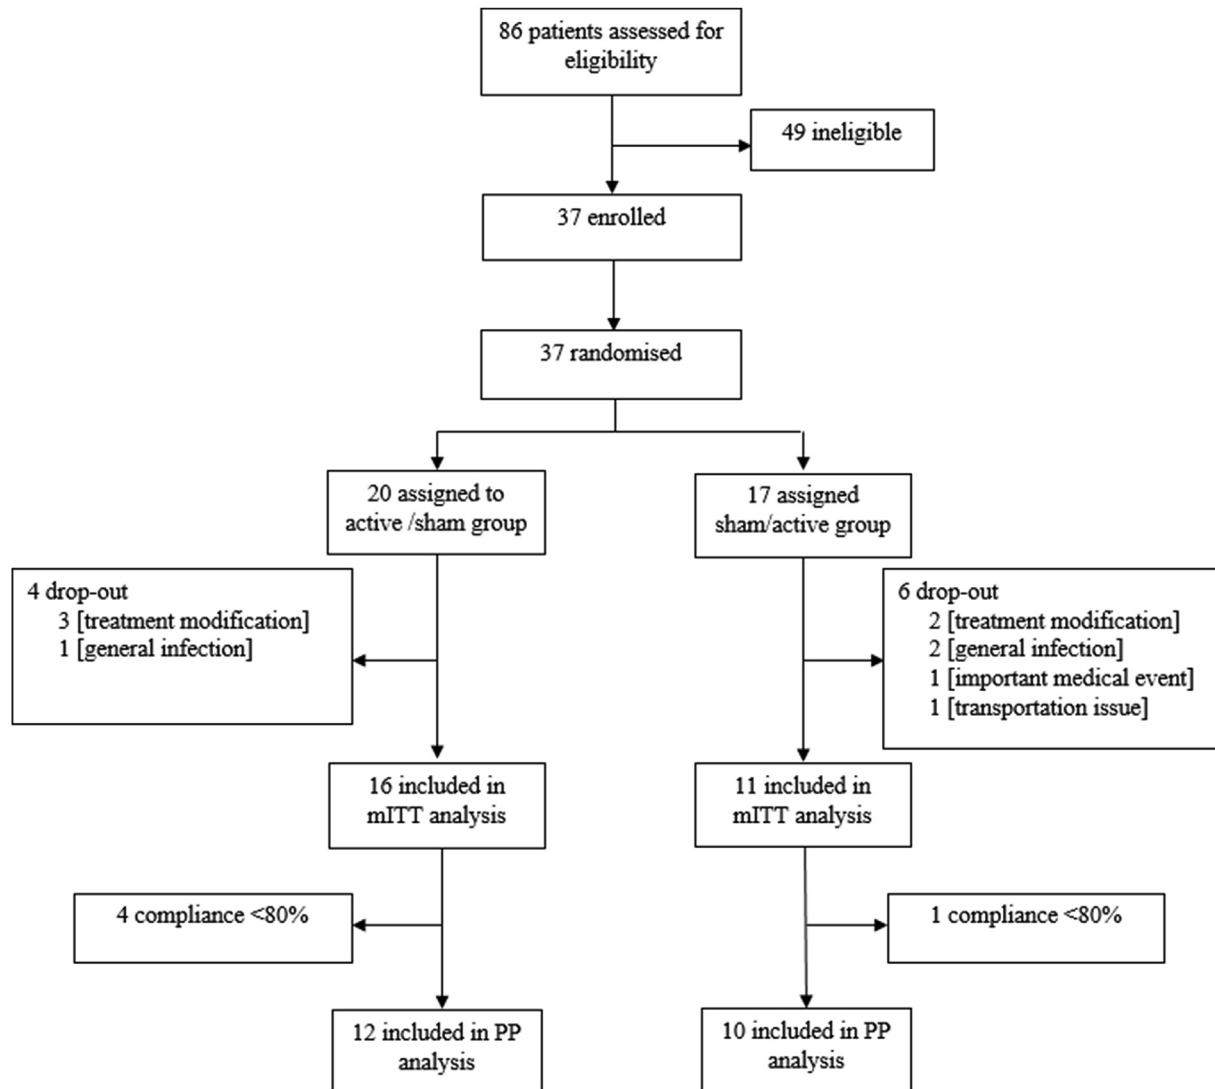 86 patients assessed for
eligibility
49 ineligible
37 enrolled
37 randomised
20 assigned to
active /sham group
17 assigned
sham/active group
4 drop-out
3 [treatment modification]
1 [general infection]
6 drop-out
2 [treatment modification]
2 [general infection]
1 [important medical event]
1 [transportation issue]
16 included in
mITT analysis
11 included in
mITT analysis
4 compliance <80%
1 compliance <80%
12 included in PP
analysis
10 included in PP
analysis